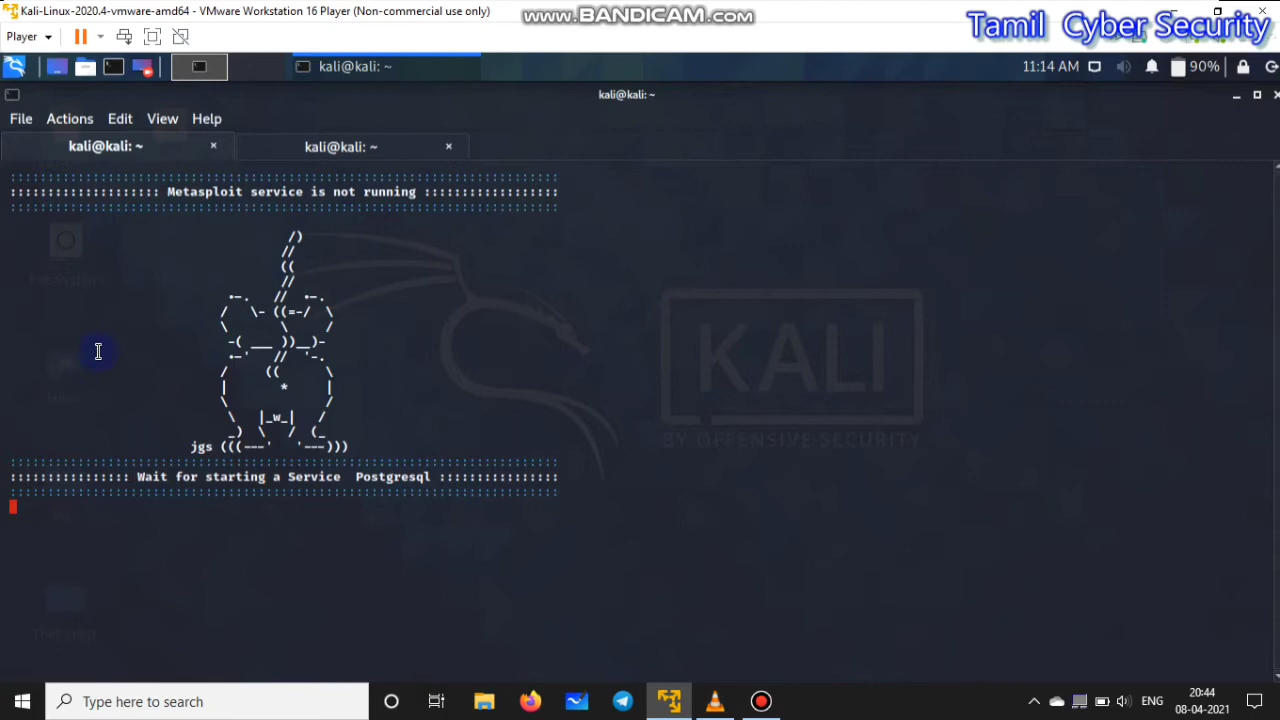 Kali-Linux-2020.4-vmware-amd64 - VMware Workstation 16 Player (Non-commercial use only)
www.BANDICAM.com
Tamil Cyber Security
Player
kali@kali: ~
11:14 AM
90%
kali@kali: ~
File Actions Edit View Help
kali@kali: ~
kali@kali: ~
Metasploit service is not running
KALI
BY OFFENSIVE SECURITY
jgs
Wait for starting a Service  Postgresql
Type here to search
ENG
20:44
08-04-2021